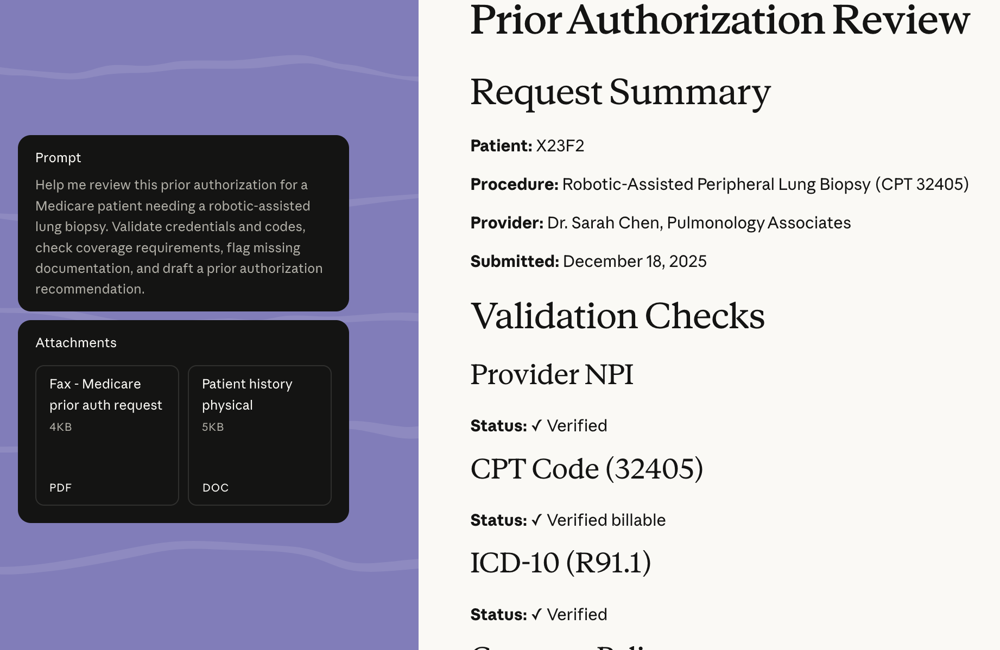 Prompt
Help me review this prior authorization for a
Medicare patient needing a robotic-assisted
lung biopsy. Validate credentials and codes,
check coverage requirements, flag missing
documentation, and draft a prior authorization
recommendation.
Attachments
Fax - Medicare
prior auth request
4KB
PDF
Patient history
physical
5KB
DOC
Prior Authorization Review
Request Summary
Patient: X23F2
Procedure: Robotic-Assisted Peripheral Lung Biopsy (CPT 32405)
Provider: Dr. Sarah Chen, Pulmonology Associates
Submitted: December 18, 2025
Validation Checks
Provider NPI
Status: ✓ Verified
CPT Code (32405)
Status: ✓ Verified billable
ICD-10 (R91.1)
Status: ✓ Verified